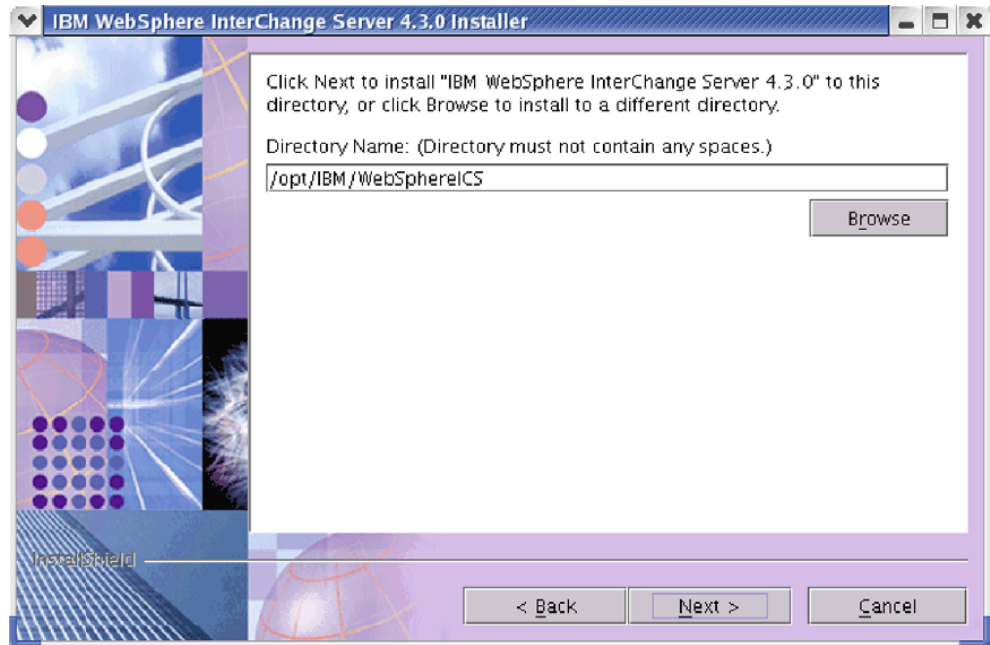 IBM WebSphere InterChange Server 4.3.0 Installer
Click Next to install "IBM WebSphere InterChange Server 4.3.0" to this
directory, or click Browse to install to a different directory.
Directory Name: (Directory must not contain any spaces.)
/opt/IBM/WebSphereICS
Browse
InstallShield
< Back
Next >
Cancel